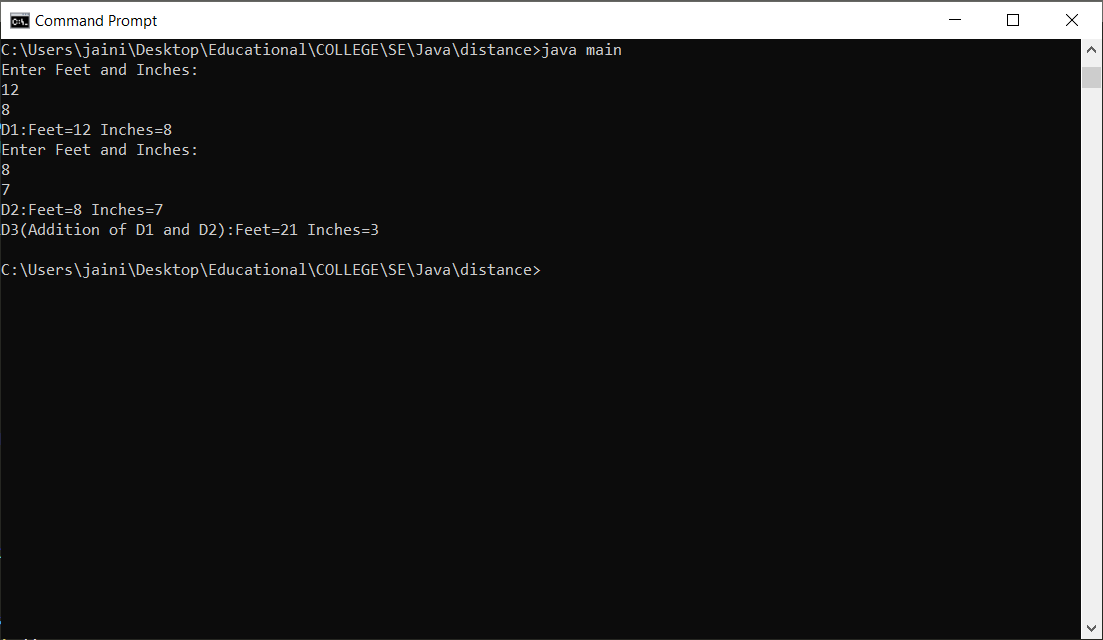 Command Prompt
C:\Users\jaini\Desktop\Educational\COLLEGE\SE\Java\distance>java main
Enter Feet and Inches:
12
8
D1:Feet=12 Inches=8
Enter Feet and Inches:
8
7
D2:Feet=8 Inches=7
D3(Addition of D1 and D2):Feet=21 Inches=3
C:\Users\jaini\Desktop\Educational\COLLEGE\SE\Java\distance>